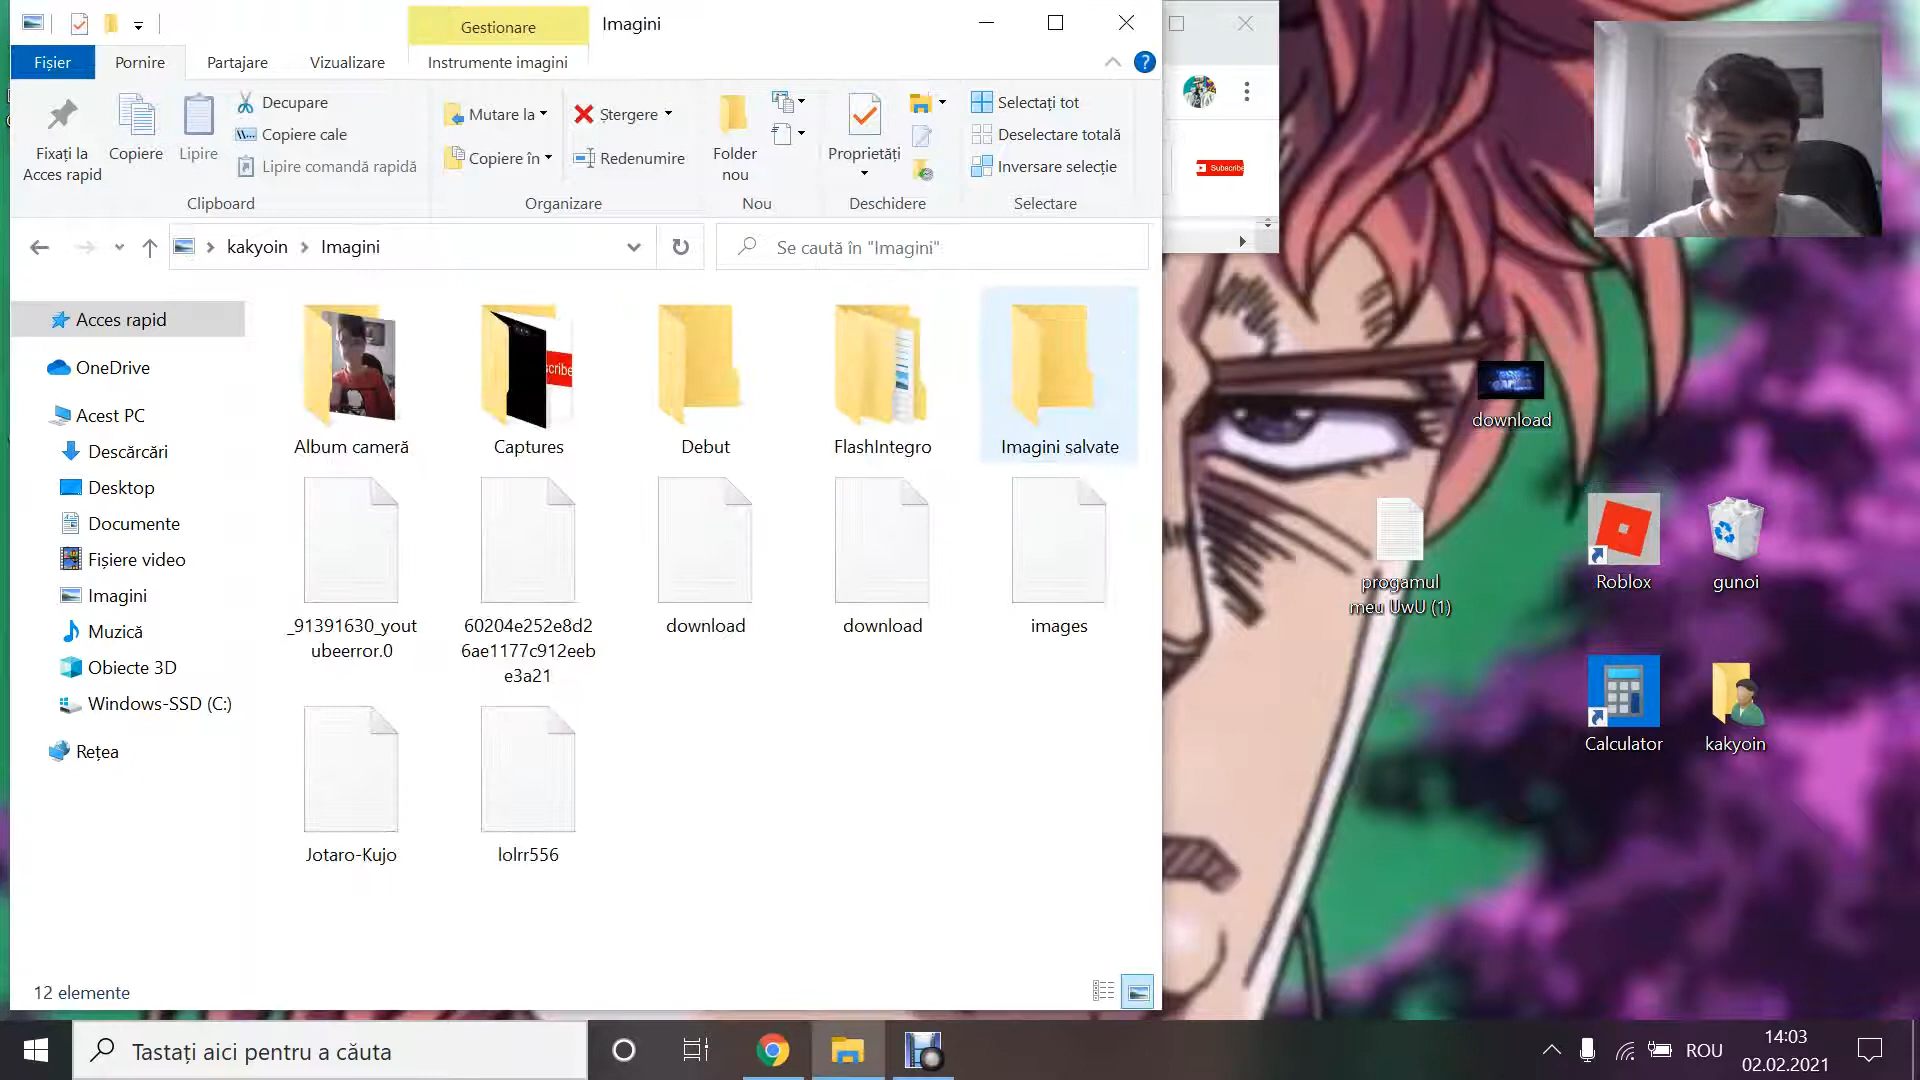 Gestionare
Imagini
Fișier
Pornire
Partajare
Vizualizare
Instrumente imagini
?
Fixați la
Acces rapid
Copiere
Lipire
Decupare
Copiere cale
Lipire comandă rapidă
Clipboard
Mutare la
Copiere în
Ștergere
Redenumire
Organizare
Folder
nou
Nou
Proprietăți
Deschidere
Selectați tot
Deselectare totală
Inversare selecție
Selectare
Subscribe
kakyoin
Imagini
Se caută în "Imagini"
Acces rapid
OneDrive
Acest PC
Descărcări
Desktop
Documente
Fișiere video
Imagini
Muzică
Obiecte 3D
Windows-SSD (C:)
Rețea
scribe
Album cameră
Captures
Debut
FlashIntegro
Imagini salvate
_91391630_yout
ubeerror.0
60204e252e8d2
6ae1177c912eeb
e3a21
download
download
images
Jotaro-Kujo
lolrr556
12 elemente
download
progamul
meu UwU (1)
Roblox
gunoi
Calculator
kakyoin
Tastați aici pentru a căuta
ROU
14:03
02.02.2021